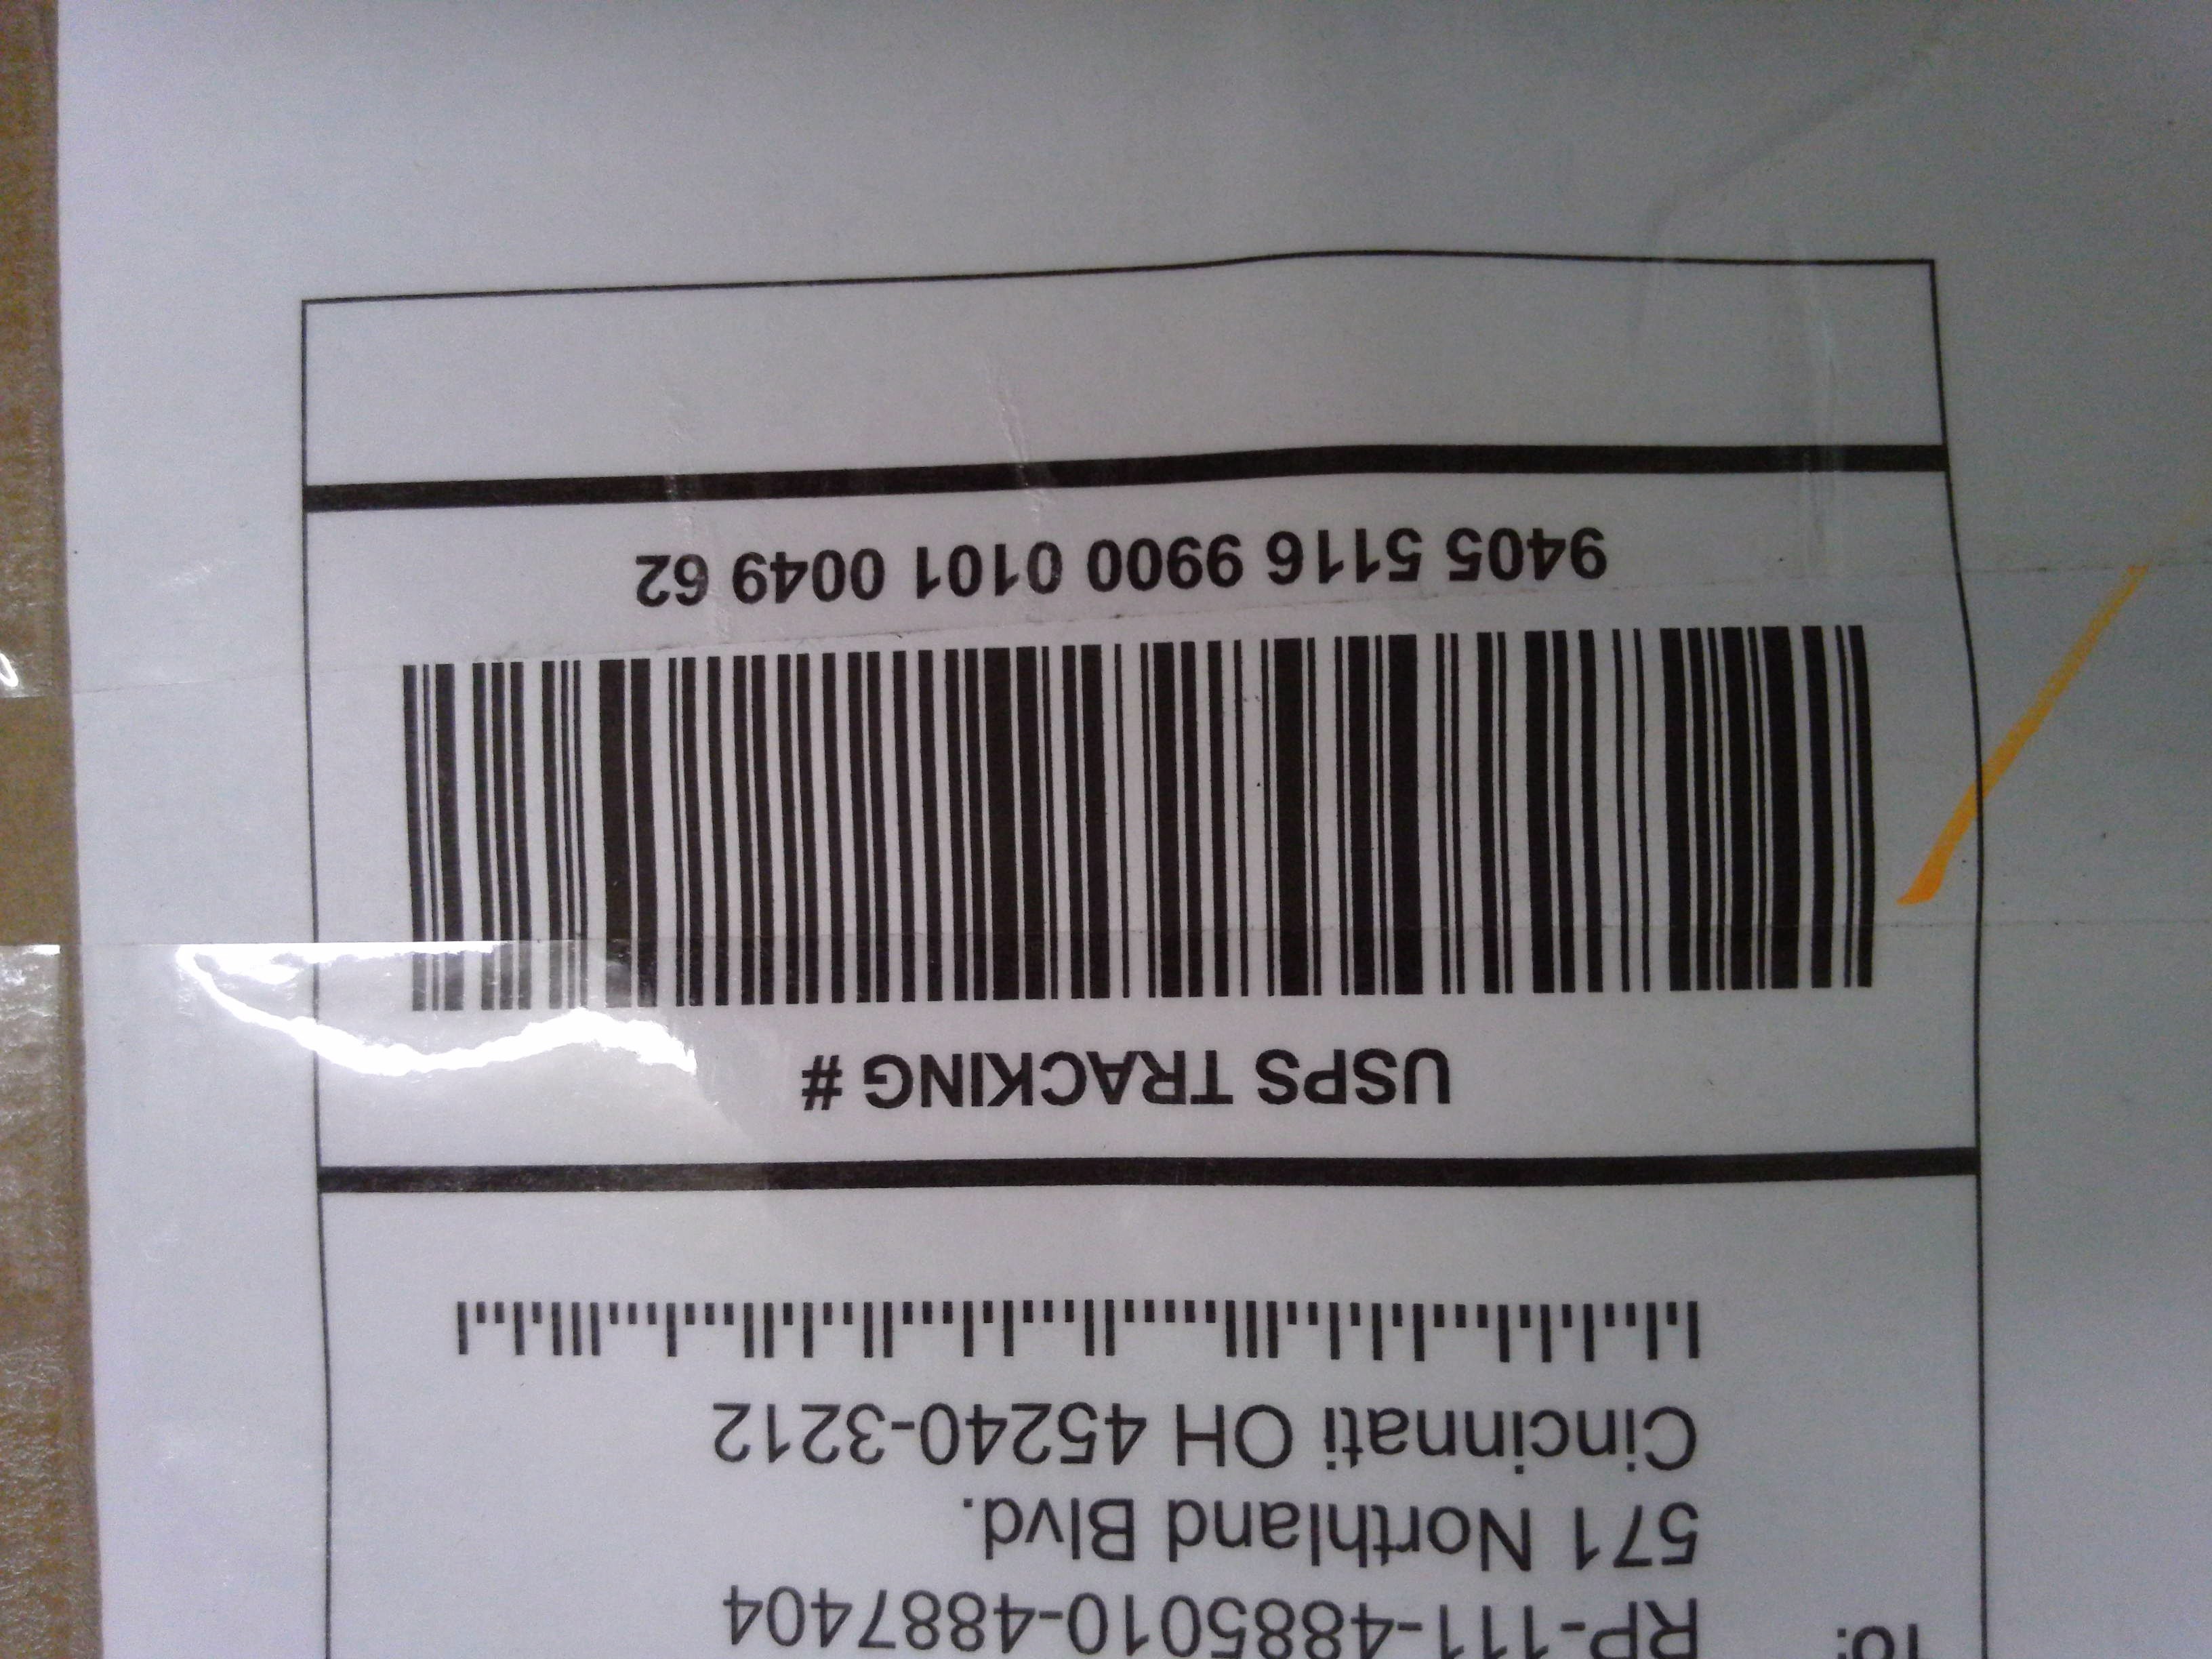 To:
RP-111-4885010-4887404
571 Northland Blvd.
Cincinnati OH 45240-3212
USPS TRACKING #
9405 5116 9900 0101 0049 62